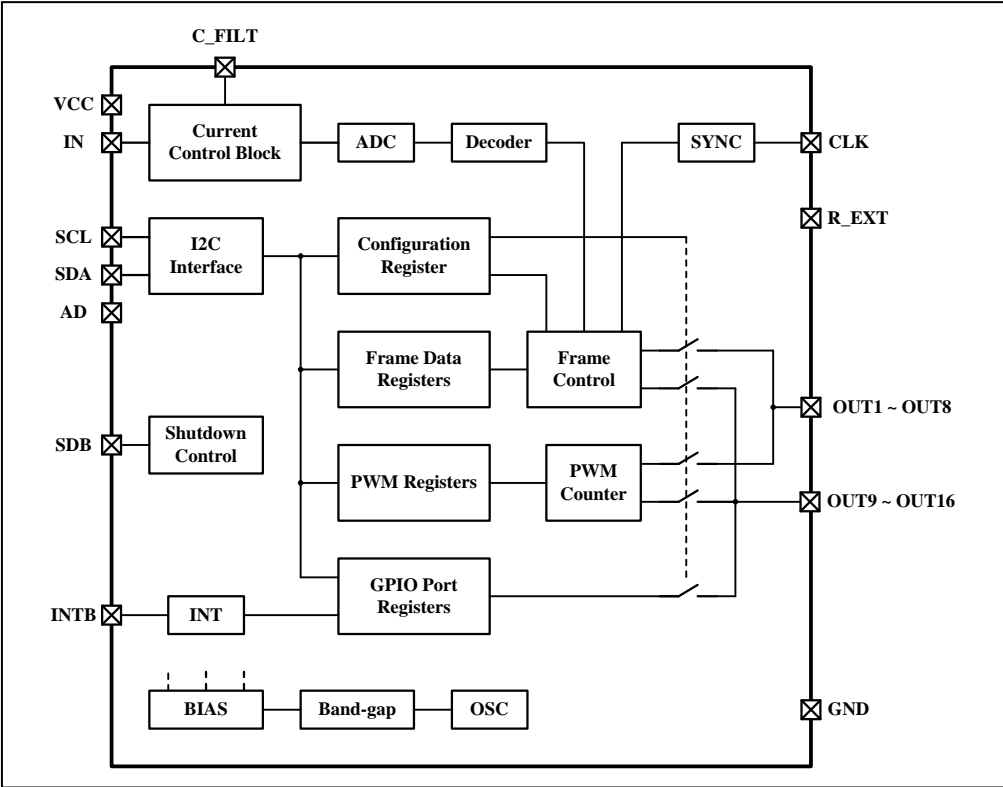 C_FILT
VCC
IN
Current
Control Block
ADC
Decoder
SYNC
CLK
R_EXT
SCL
SDA
AD
I2C
Interface
Configuration
Register
Frame Data
Registers
Frame
Control
OUT1 ~ OUT8
SDB
Shutdown
Control
PWM Registers
PWM
Counter
OUT9 ~ OUT16
GPIO Port
Registers
INTB
INT
BIAS
Band-gap
OSC
GND